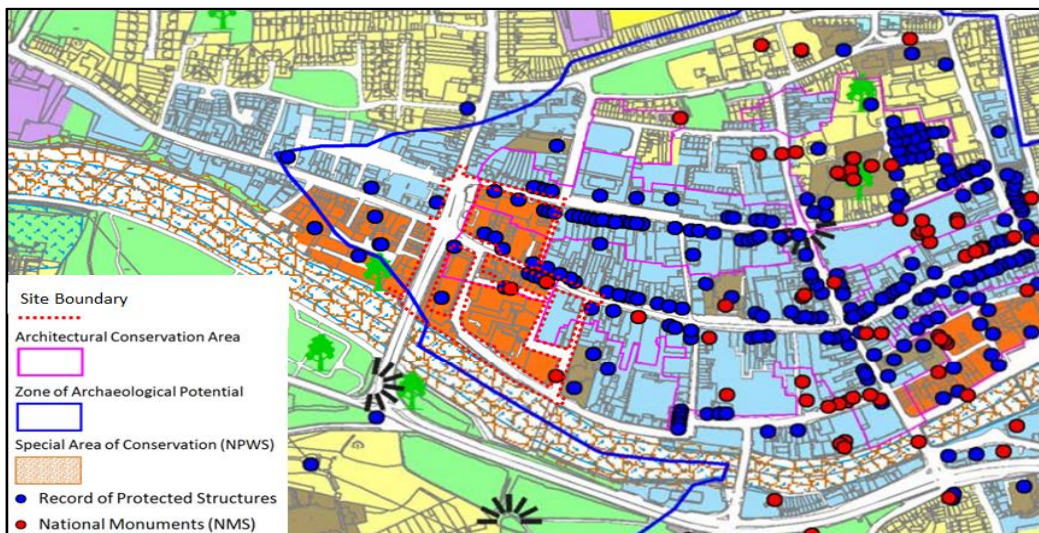 Site Boundary
Architectural Conservation Area
Zone of Archaeological Potential
Special Area of Conservation (NPWS)
Record of Protected Structures
National Monuments (NMS)